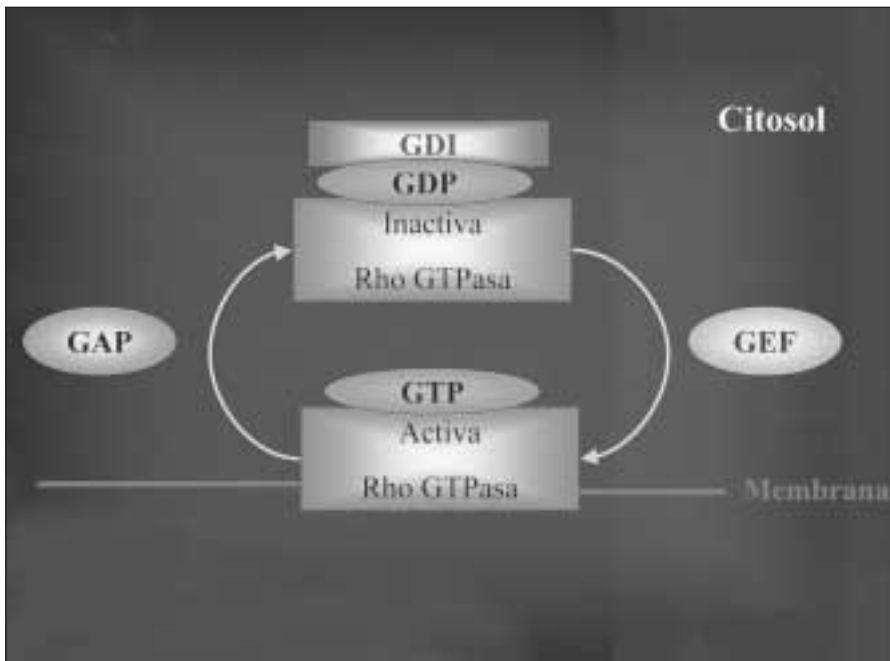 Citosol
GDI
GDP
Inactiva
Rho GTPasa
GAP
GEF
GTP
Activa
Rho GTPasa
Membrana